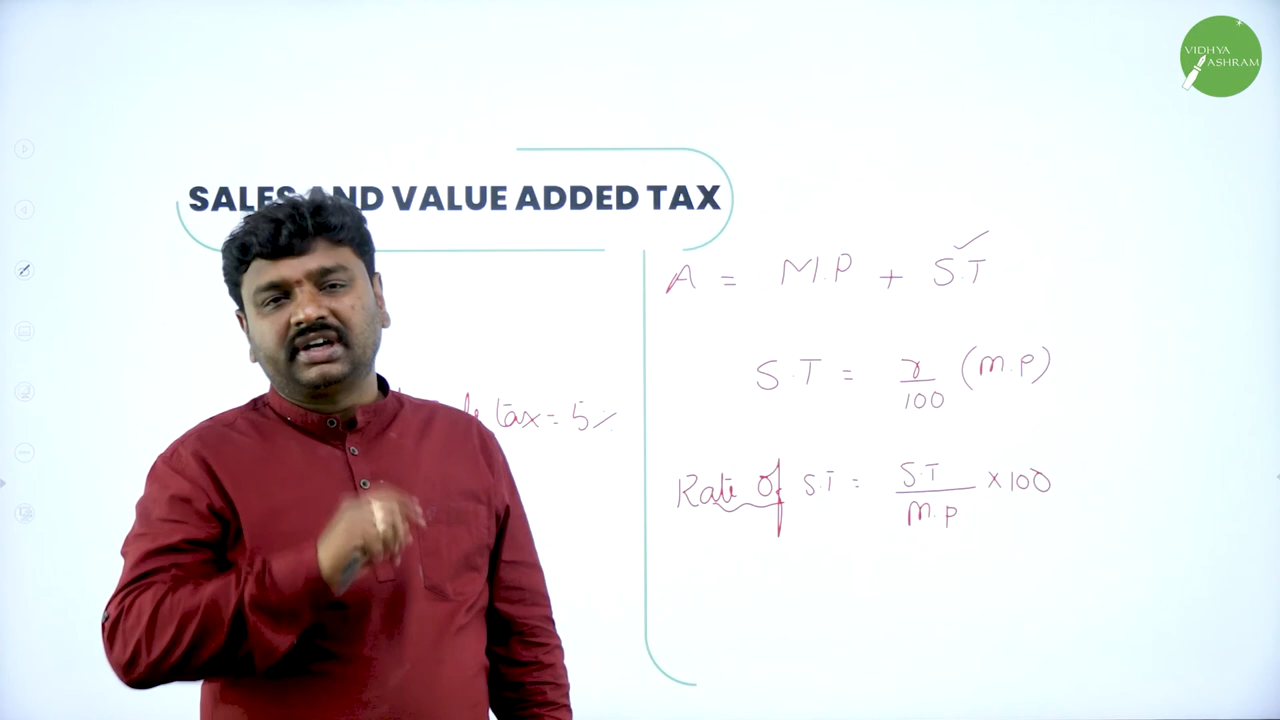 VIDHYA
ASHRAM
SALES AND VALUE ADDED TAX
A = M.P + S.T
S.T = r/100 (M.P)
tax = 5%
Rate Of S.T = S.T/M.P × 100